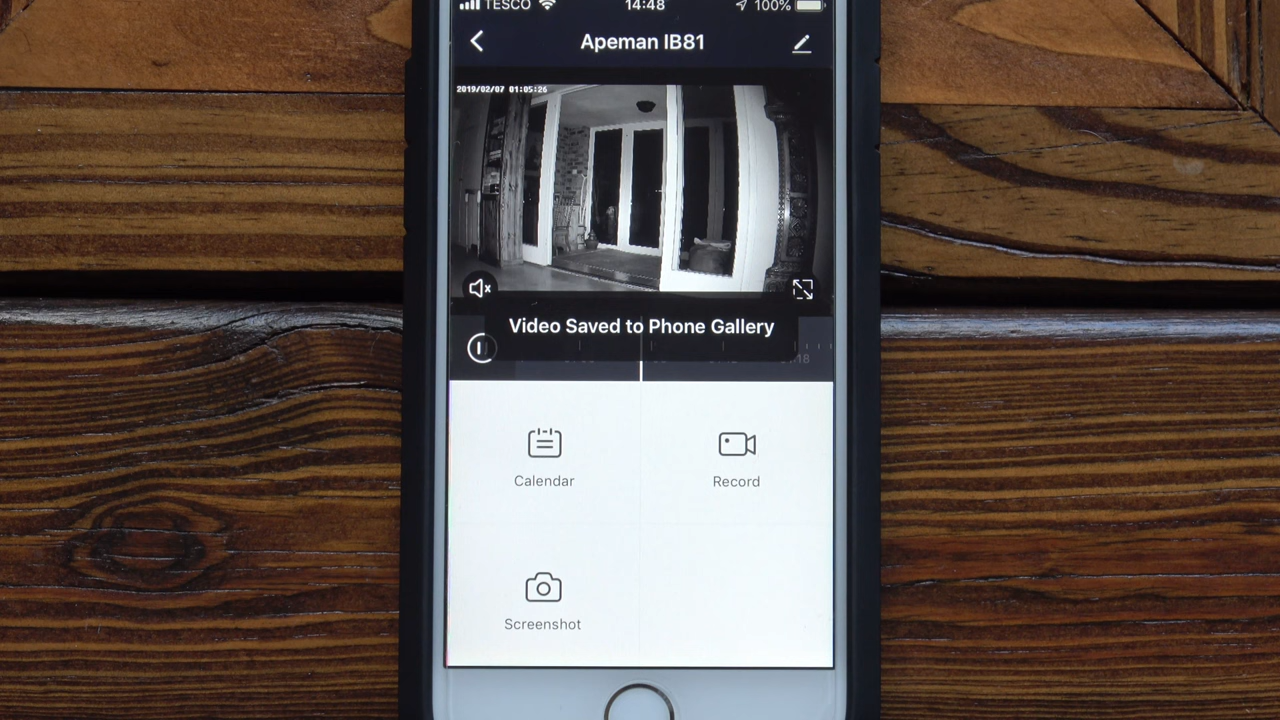 TESCO 14:48 100%
Apeman IB81
2019/02/07 01:05:26
Video Saved to Phone Gallery
Calendar Record
Screenshot